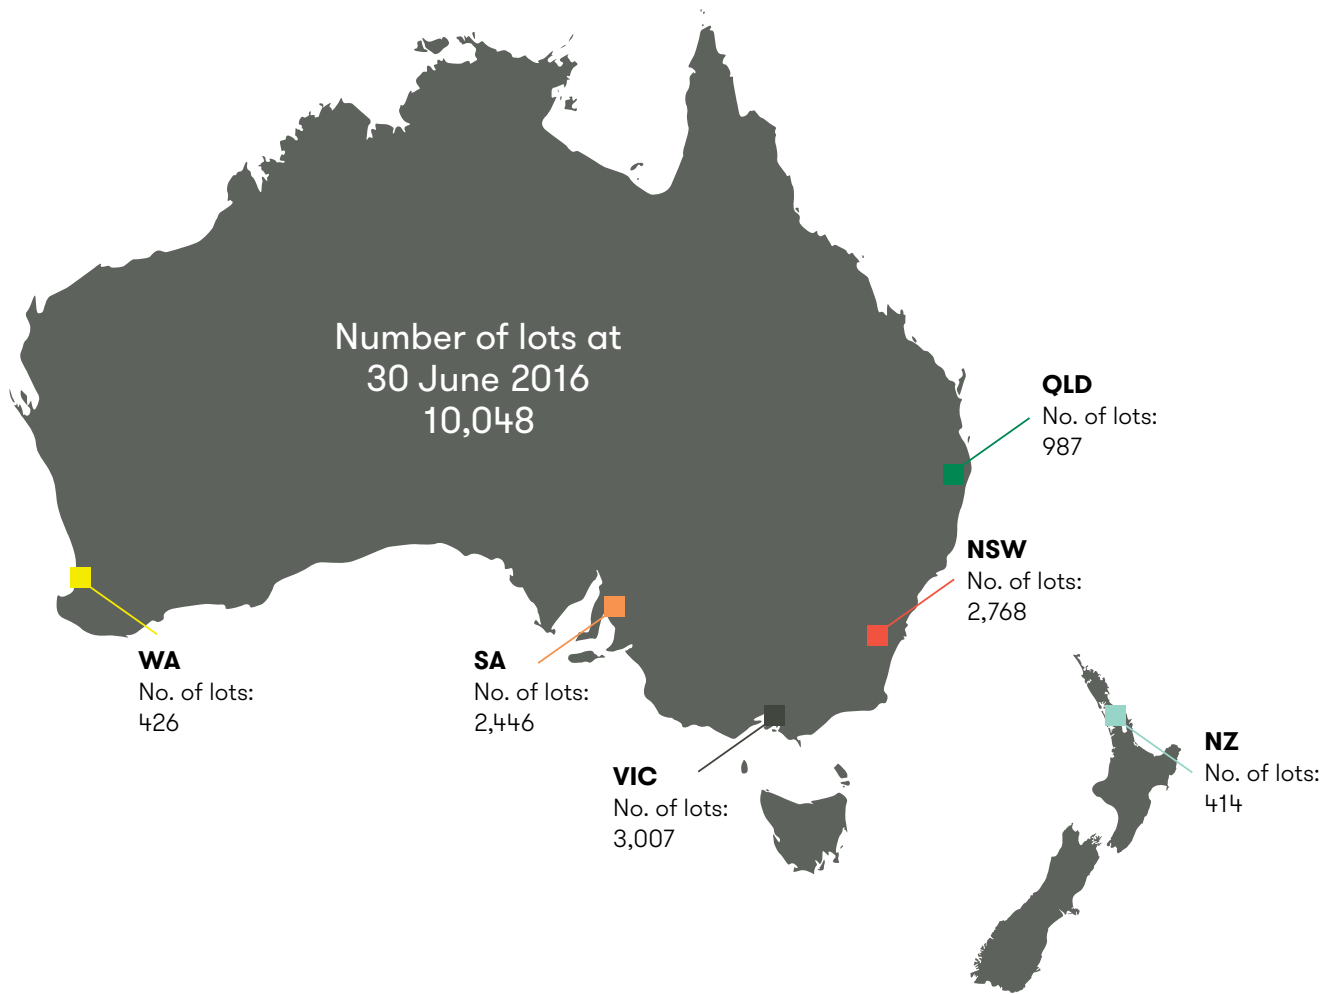 Number of lots at
30 June 2016
10,048
QLD
No. of lots:
987
NSW
No. of lots:
2,768
WA
No. of lots:
426
SA
No. of lots:
2,446
VIC
No. of lots:
3,007
NZ
No. of lots:
414